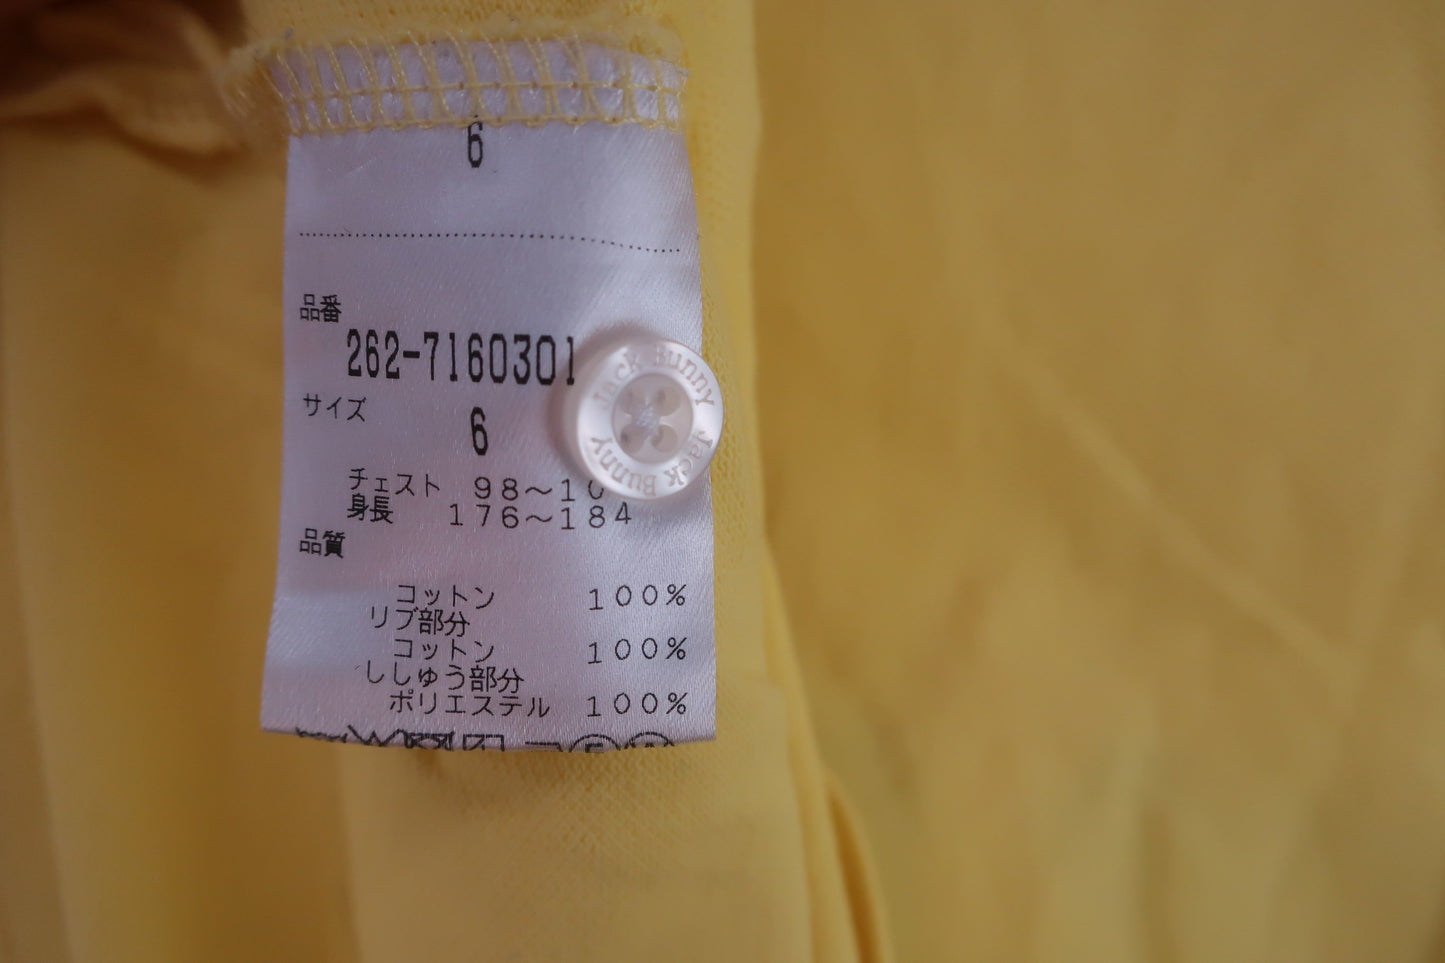 6
品番
262-7160301
サイズ
6
チェスト 98～10
身長 176～184
品質
コットン 100%
リブ部分
コットン 100%
ししゅう部分
ポリエステル 100%
Jack Bunny Jack Bunny